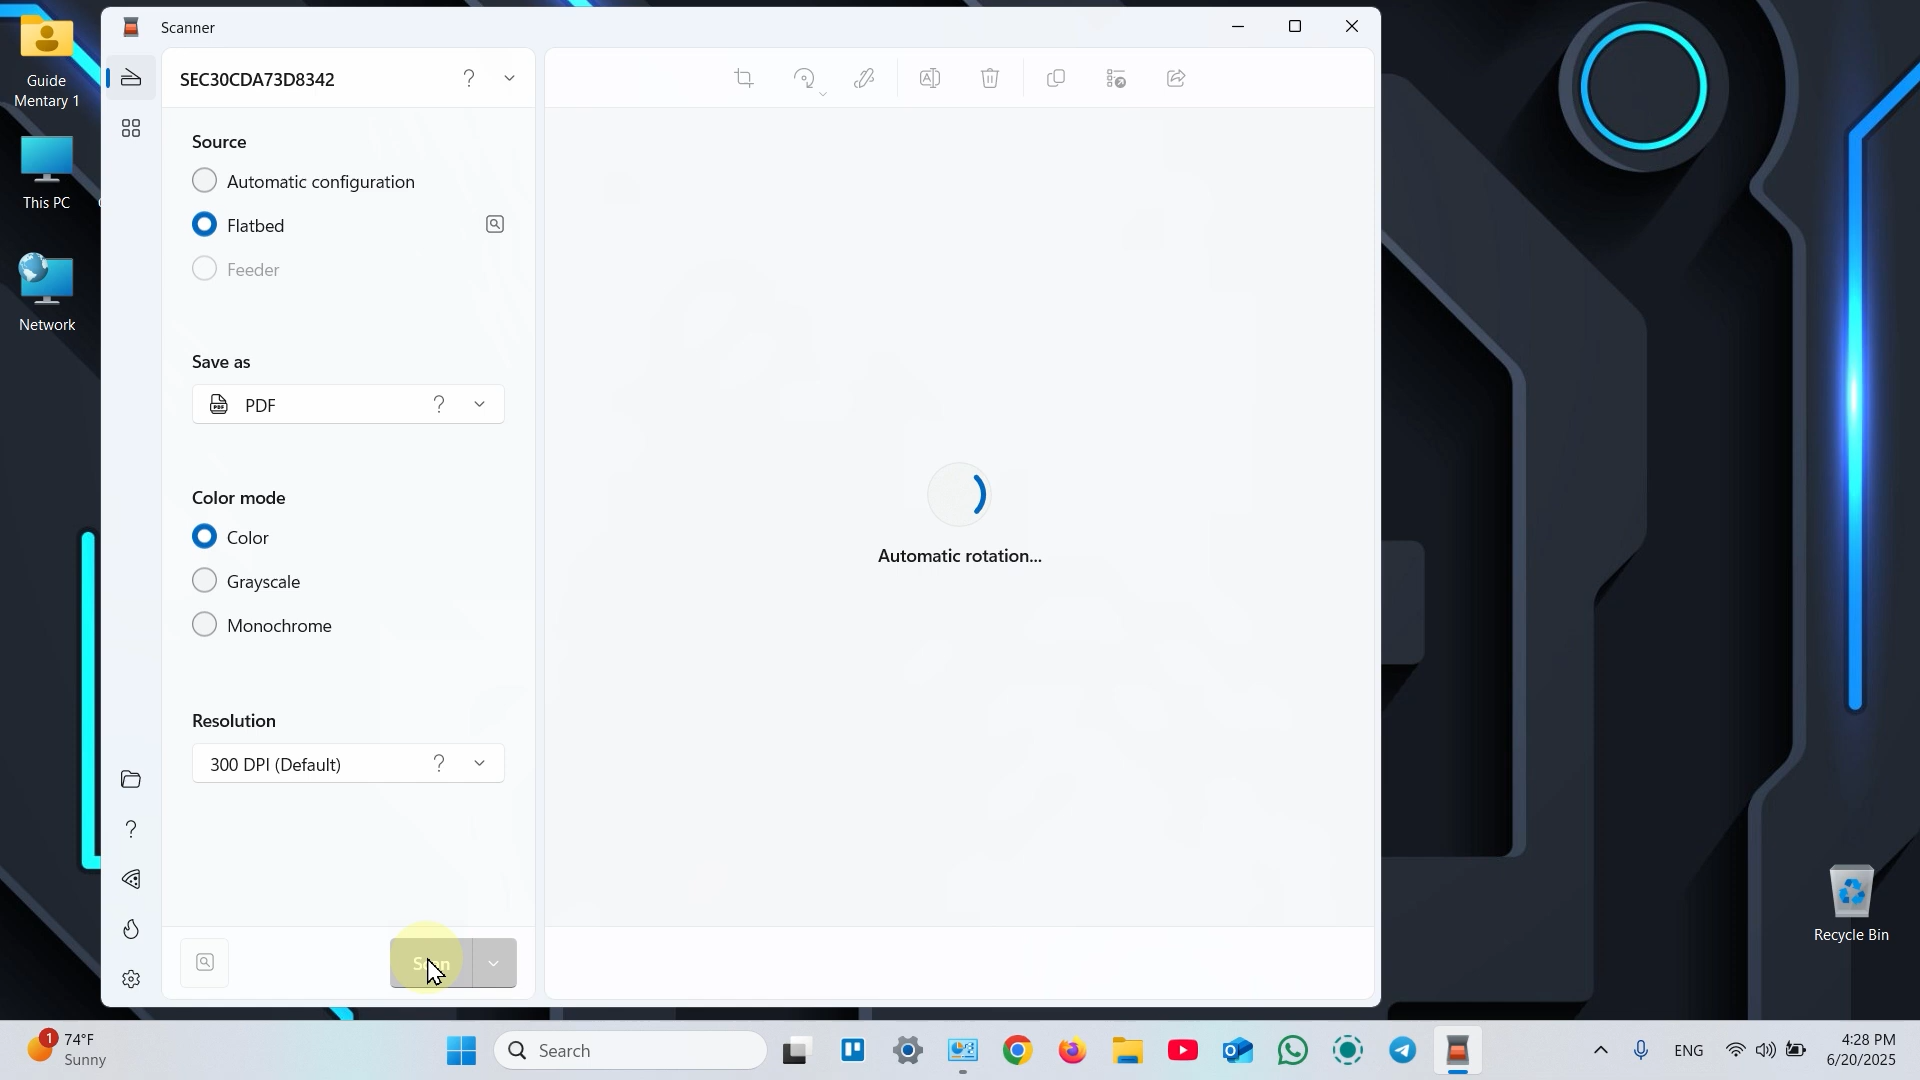 Scanner
SEC30CDA73D8342
Source
Automatic configuration
Flatbed
Feeder
Save as
PDF
Color mode
Color
Grayscale
Monochrome
Resolution
300 DPI (Default)
Scan
Automatic rotation...
Guide
Mentary 1
This PC
Network
Recycle Bin
1
74°F
Sunny
Search
ENG
4:28 PM
6/20/2025